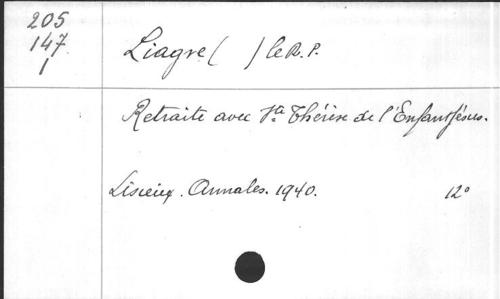 205
147
1
Liagre ( ) le R. P.
Retraite avec Ste Thérèse de l'Enfant Jésus.
Lisieux. Annales. 1940. 12°